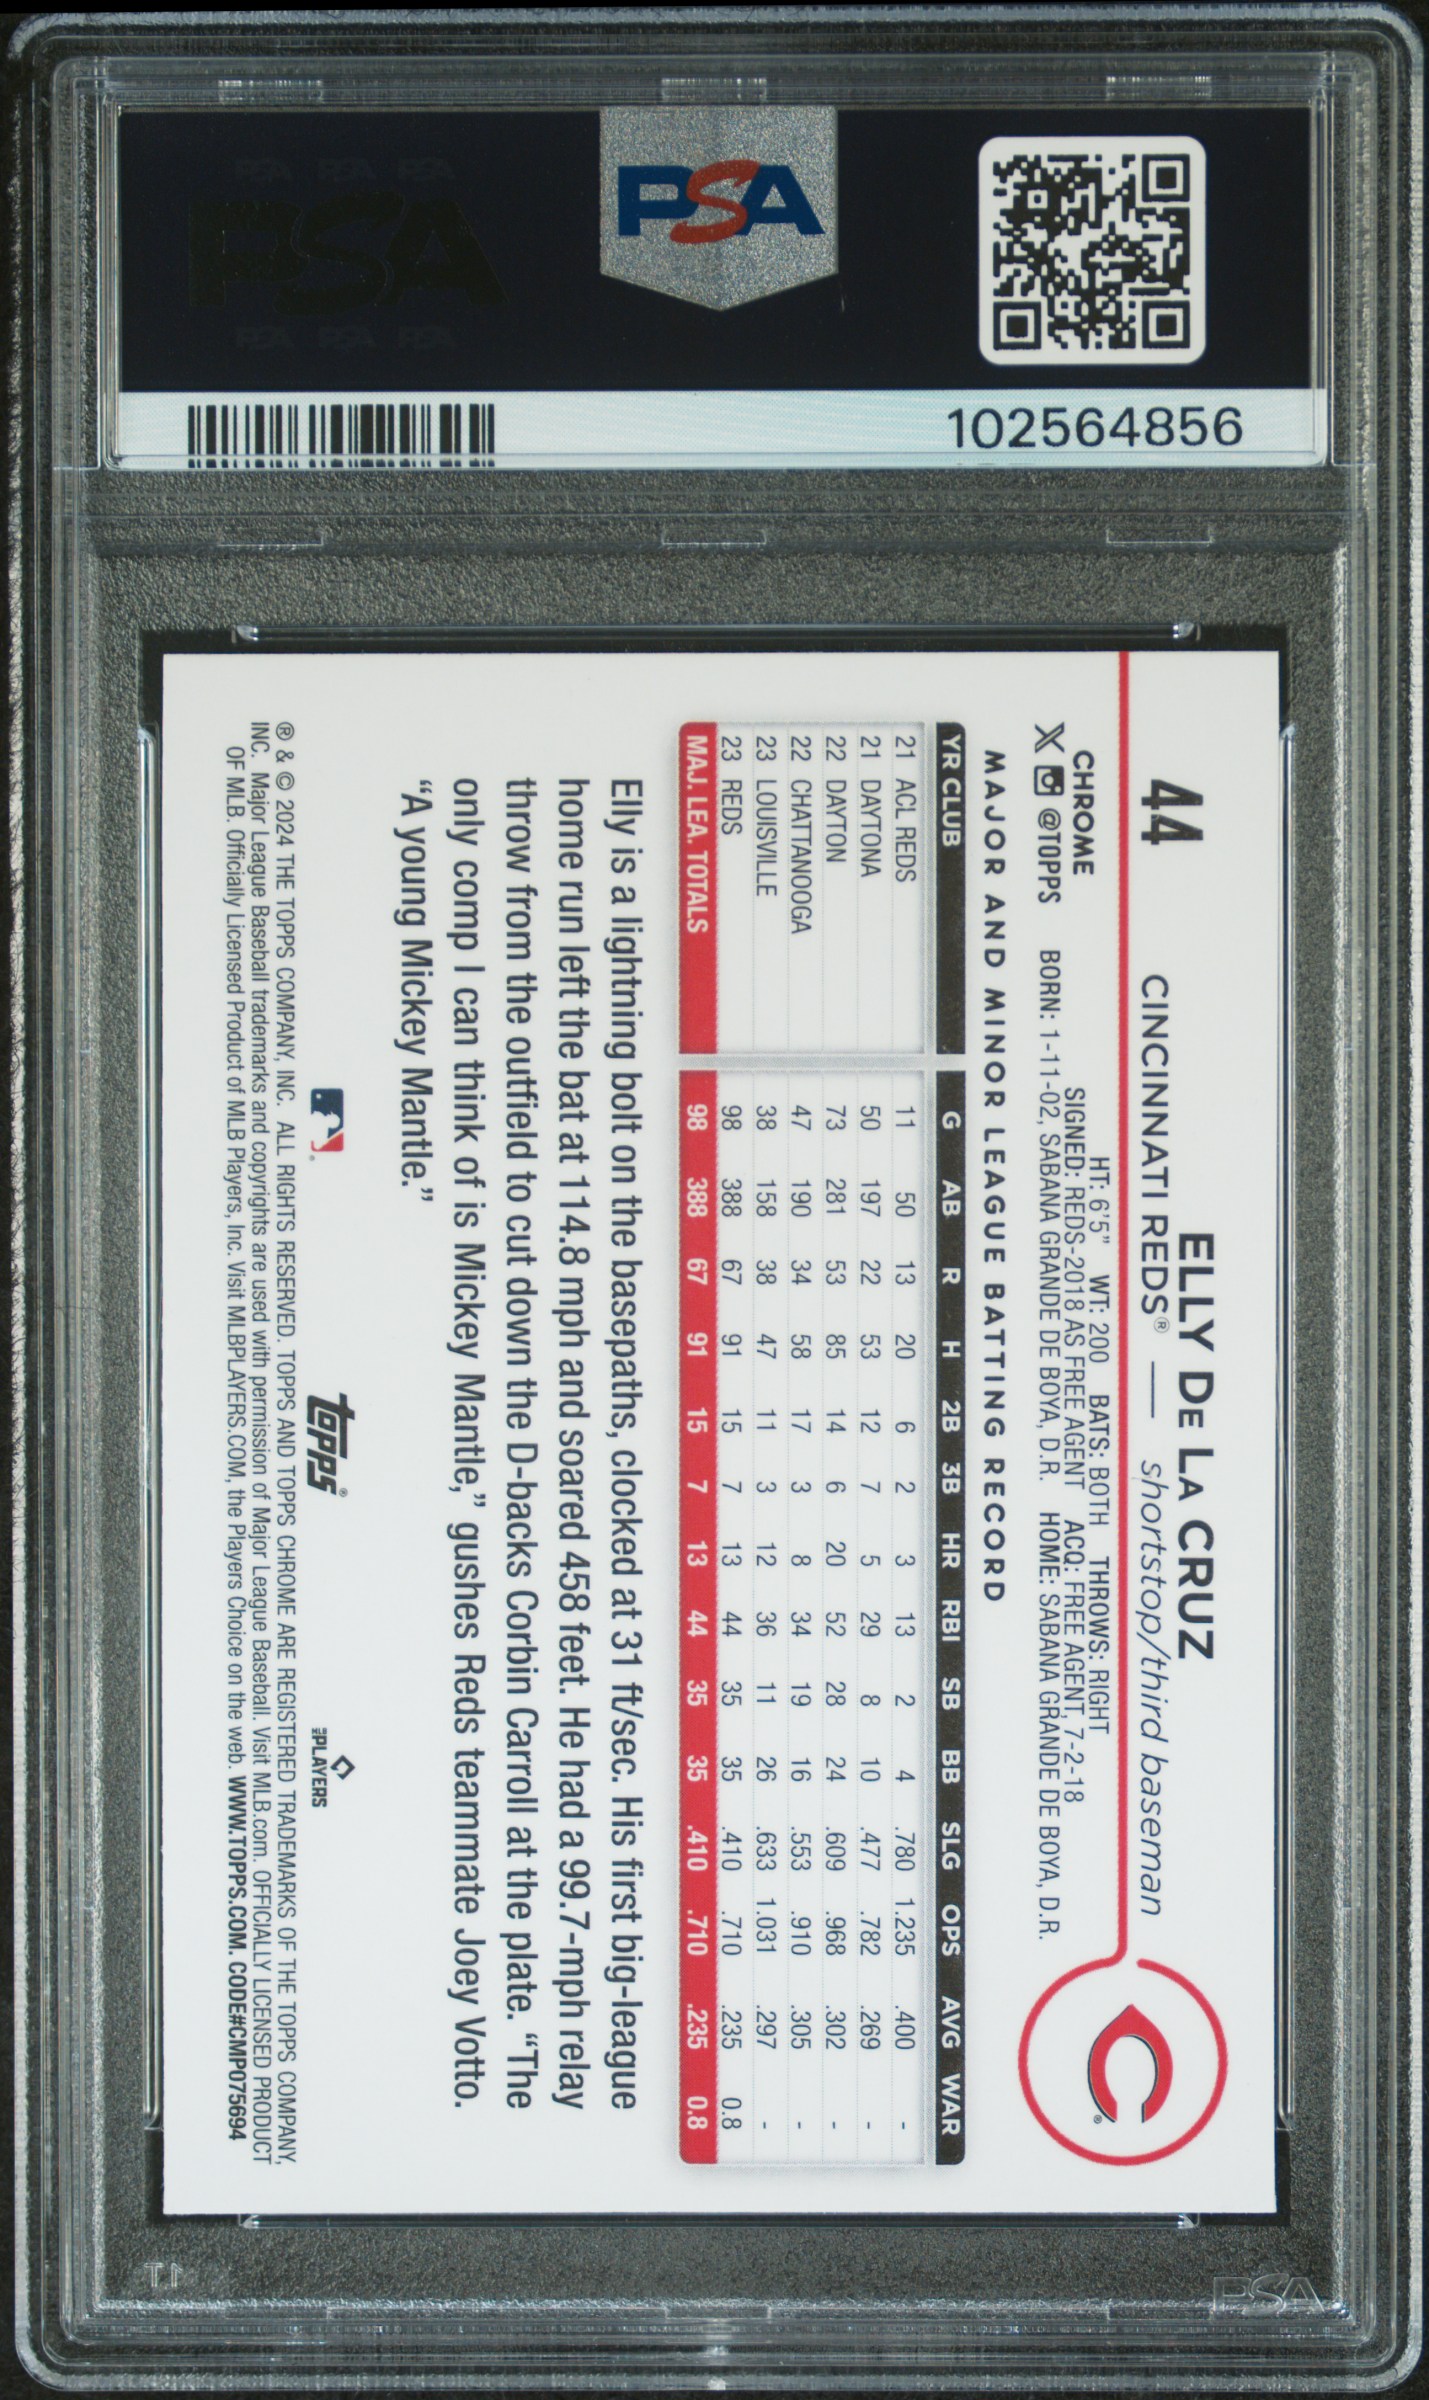 PSA PSA PSA
PSA
PSA PSA PSA
PSA
102564856
44 ELLY DE LA CRUZ
CINCINNATI REDS® — shortstop/third baseman
CHROME HT: 6'5" WT: 200 BATS: BOTH THROWS: RIGHT
SIGNED: REDS-2018 AS FREE AGENT ACQ: FREE AGENT, 7-2-18
@TOPPS BORN: 1-11-02, SABANA GRANDE DE BOYA, D.R. HOME: SABANA GRANDE DE BOYA, D.R.
MAJOR AND MINOR LEAGUE BATTING RECORD
YR CLUB G AB R H 2B 3B HR RBI SB BB SLG OPS AVG WAR
21 ACL REDS 11 50 13 20 6 2 3 13 2 4 .780 1.235 .400 -
21 DAYTONA 50 197 22 53 12 7 5 29 8 10 .477 .782 .269 -
22 DAYTON 73 281 53 85 14 6 20 52 28 24 .609 .968 .302 -
22 CHATTANOOGA 47 190 34 58 17 3 8 34 19 16 .553 .910 .305 -
23 LOUISVILLE 38 158 38 47 11 3 12 36 11 26 .633 1.031 .297 -
23 REDS 98 388 67 91 15 7 13 44 35 35 .410 .710 .235 0.8
MAJ. LEA. TOTALS 98 388 67 91 15 7 13 44 35 35 .410 .710 .235 0.8
Elly is a lightning bolt on the basepaths, clocked at 31 ft/sec. His first big-league
home run left the bat at 114.8 mph and soared 458 feet. He had a 99.7-mph relay
throw from the outfield to cut down the D-backs Corbin Carroll at the plate. “The
only comp I can think of is Mickey Mantle,” gushes Reds teammate Joey Votto.
“A young Mickey Mantle.”
topps®
THE PLAYERS
® & © 2024 THE TOPPS COMPANY, INC. ALL RIGHTS RESERVED. TOPPS AND TOPPS CHROME ARE REGISTERED TRADEMARKS OF THE TOPPS COMPANY,
INC. Major League Baseball trademarks and copyrights are used with permission of Major League Baseball. Visit MLB.com. OFFICIALLY LICENSED PRODUCT
OF MLB. Officially Licensed Product of MLB Players, Inc. Visit MLBPLAYERS.COM, the Players Choice on the web. WWW.TOPPS.COM. CODE#CMP075694
PSA